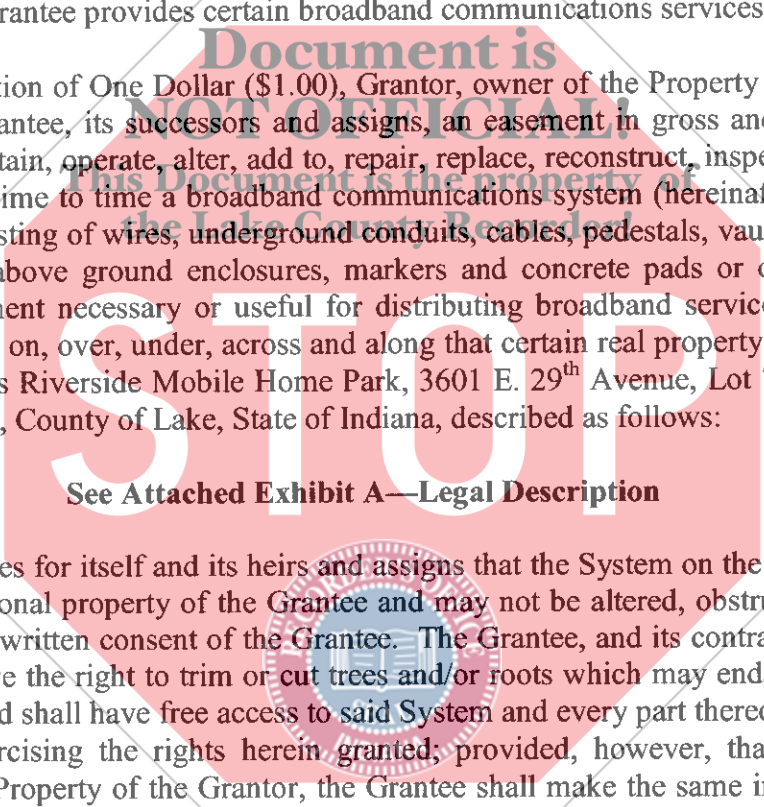 rantee provides certain broadband communications services
Document is
tion of One Dollar ($1.00), Grantor, owner of the Property
NOT OFFICIAL!
antee, its successors and assigns, an easement in gross and
tain, operate, alter, add to, repair, replace, reconstruct, inspe
This Document is the property of
ime to time a broadband communications system (hereinaf
the Lake County Recorder!
sting of wires, underground conduits, cables, pedestals, vau
above ground enclosures, markers and concrete pads or o
nent necessary or useful for distributing broadband servic
on, over, under, across and along that certain real property
STOP
s Riverside Mobile Home Park, 3601 E. 29th Avenue, Lot
, County of Lake, State of Indiana, described as follows:
See Attached Exhibit A—Legal Description
es for itself and its heirs and assigns that the System on the
onal property of the Grantee and may not be altered, obstru
written consent of the Grantee. The Grantee, and its contra
e the right to trim or cut trees and/or roots which may end
d shall have free access to said System and every part thereo
rcising the rights herein granted; provided, however, tha
Property of the Grantor, the Grantee shall make the same i